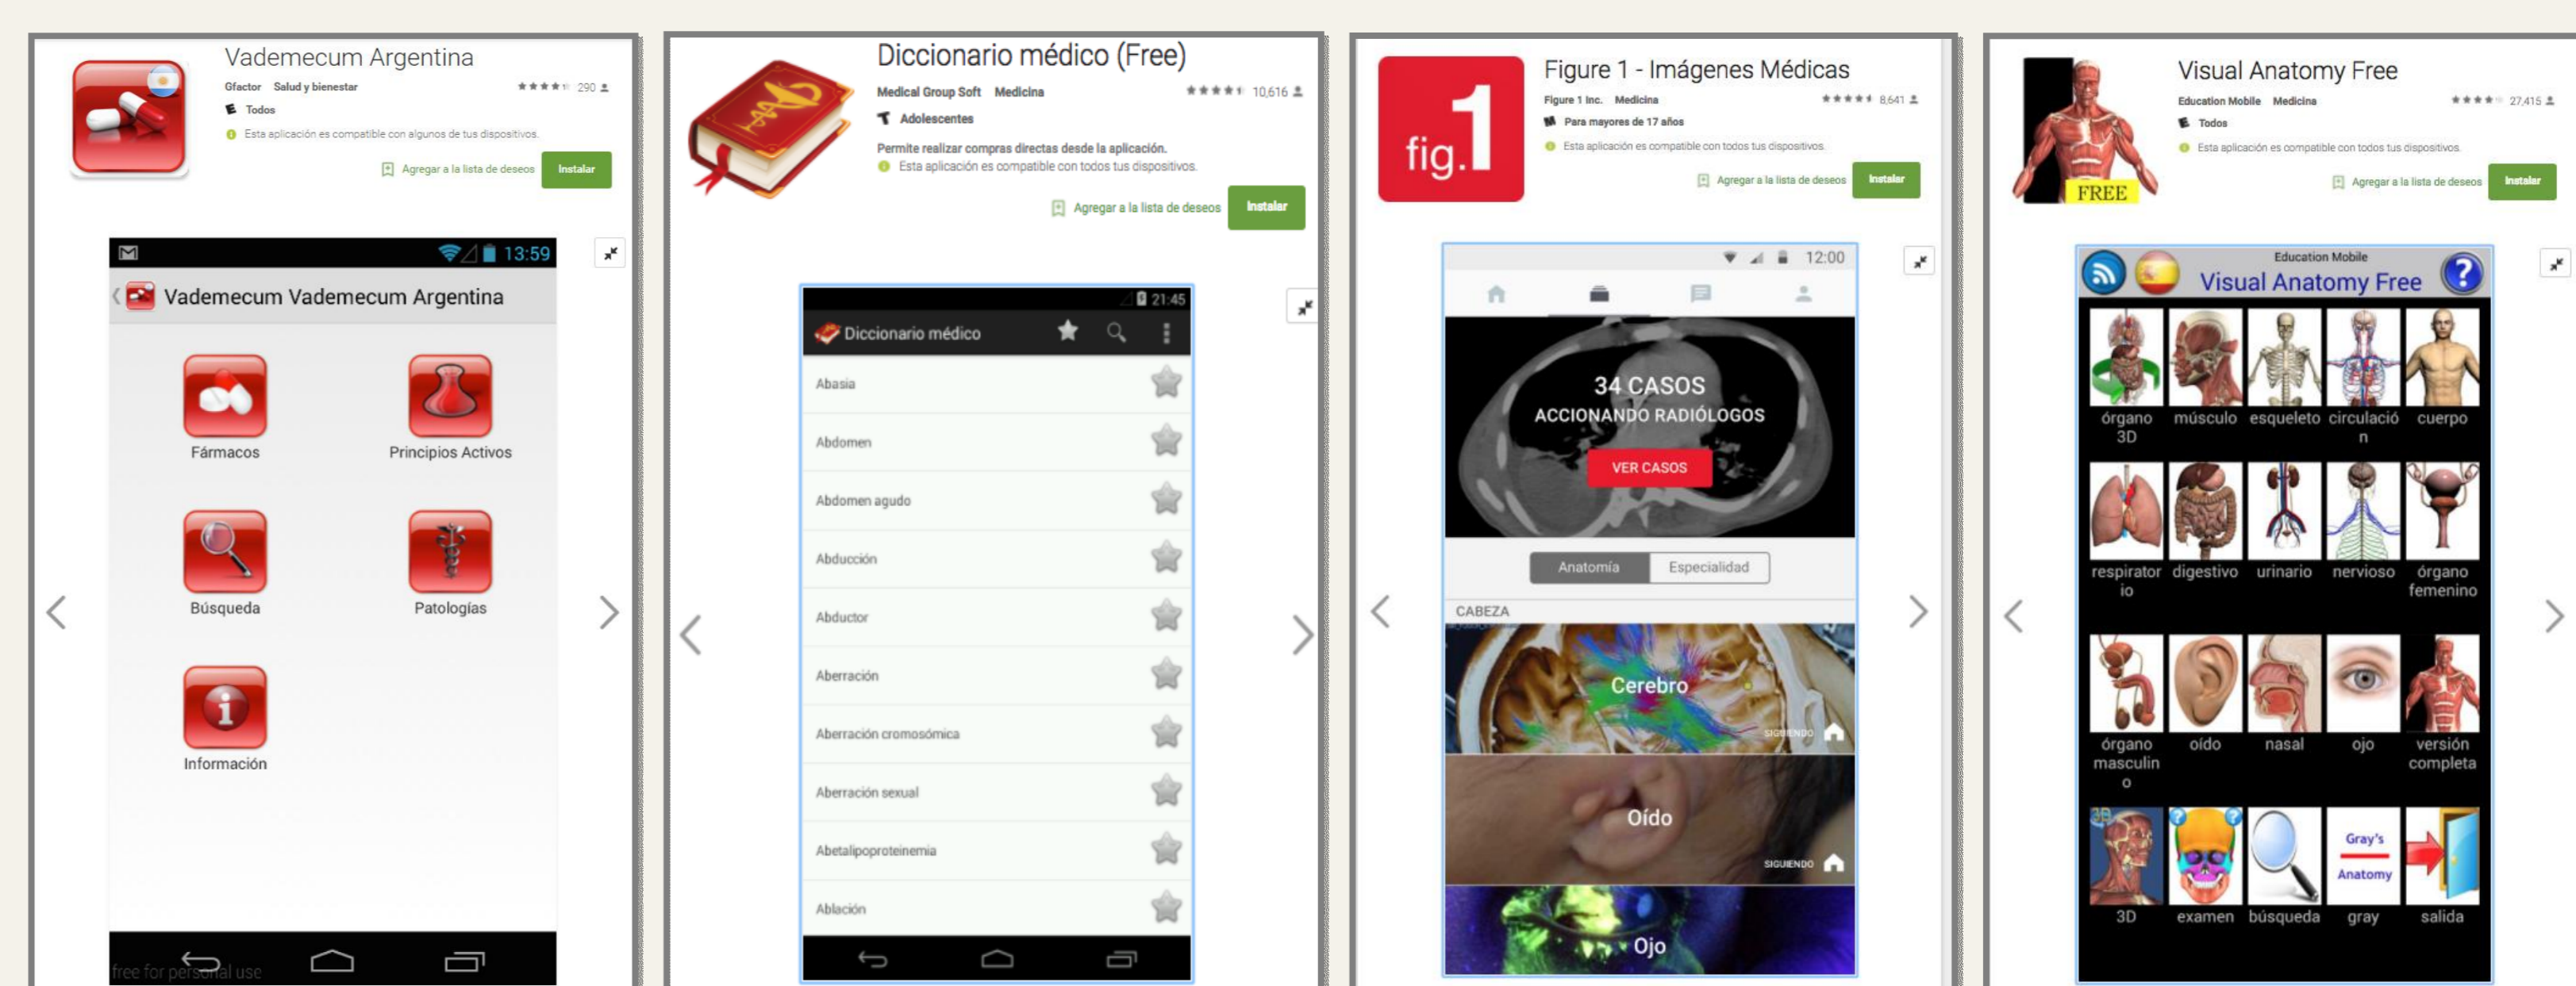 Vademecum Argentina
Gfactor Salud y bienestar 290
E Todos
Esta aplicación es compatible con algunos de tus dispositivos.
Agregar a la lista de deseos Instalar
13:59
Vademecum Vademecum Argentina
Fármacos Principios Activos
Búsqueda Patologías
Información
free for personal use
Diccionario médico (Free)
Medical Group Soft Medicina 10,616
T Adolescentes
Permite realizar compras directas desde la aplicación.
Esta aplicación es compatible con todos tus dispositivos.
Agregar a la lista de deseos Instalar
21:45
Diccionario médico
Abasia
Abdomen
Abdomen agudo
Abducción
Abductor
Aberración
Aberración cromosómica
Aberración sexual
Abetalipoproteinemia
Ablación
fig.1
Figure 1 - Imágenes Médicas
Figure 1 Inc. Medicina 8,641
M Para mayores de 17 años
Esta aplicación es compatible con todos tus dispositivos.
Agregar a la lista de deseos Instalar
12:00
34 CASOS
ACCIONANDO RADIÓLOGOS
VER CASOS
Anatomía Especialidad
CABEZA
Cerebro
SIGUIENDO
Oído
SIGUIENDO
Ojo
FREE
Visual Anatomy Free
Education Mobile Medicina 27,415
E Todos
Esta aplicación es compatible con todos tus dispositivos.
Agregar a la lista de deseos Instalar
Education Mobile
Visual Anatomy Free ?
órgano músculo esqueleto circulació cuerpo
3D n
respirator digestivo urinario nervioso órgano
io femenino
órgano oído nasal ojo versión
masculin completa
o
3D ? ? Gray's
Anatomy
3D examen búsqueda gray salida